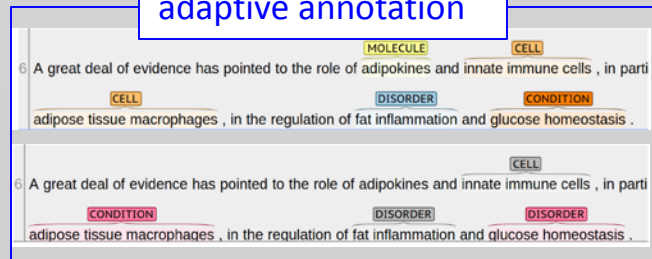 adaptive annotation
MOLECULE CELL
6 A great deal of evidence has pointed to the role of adipokines and innate immune cells , in parti
CELL DISORDER CONDITION
adipose tissue macrophages , in the regulation of fat inflammation and glucose homeostasis .
CELL
6 A great deal of evidence has pointed to the role of adipokines and innate immune cells , in parti
CONDITION DISORDER DISORDER
adipose tissue macrophages , in the regulation of fat inflammation and glucose homeostasis .